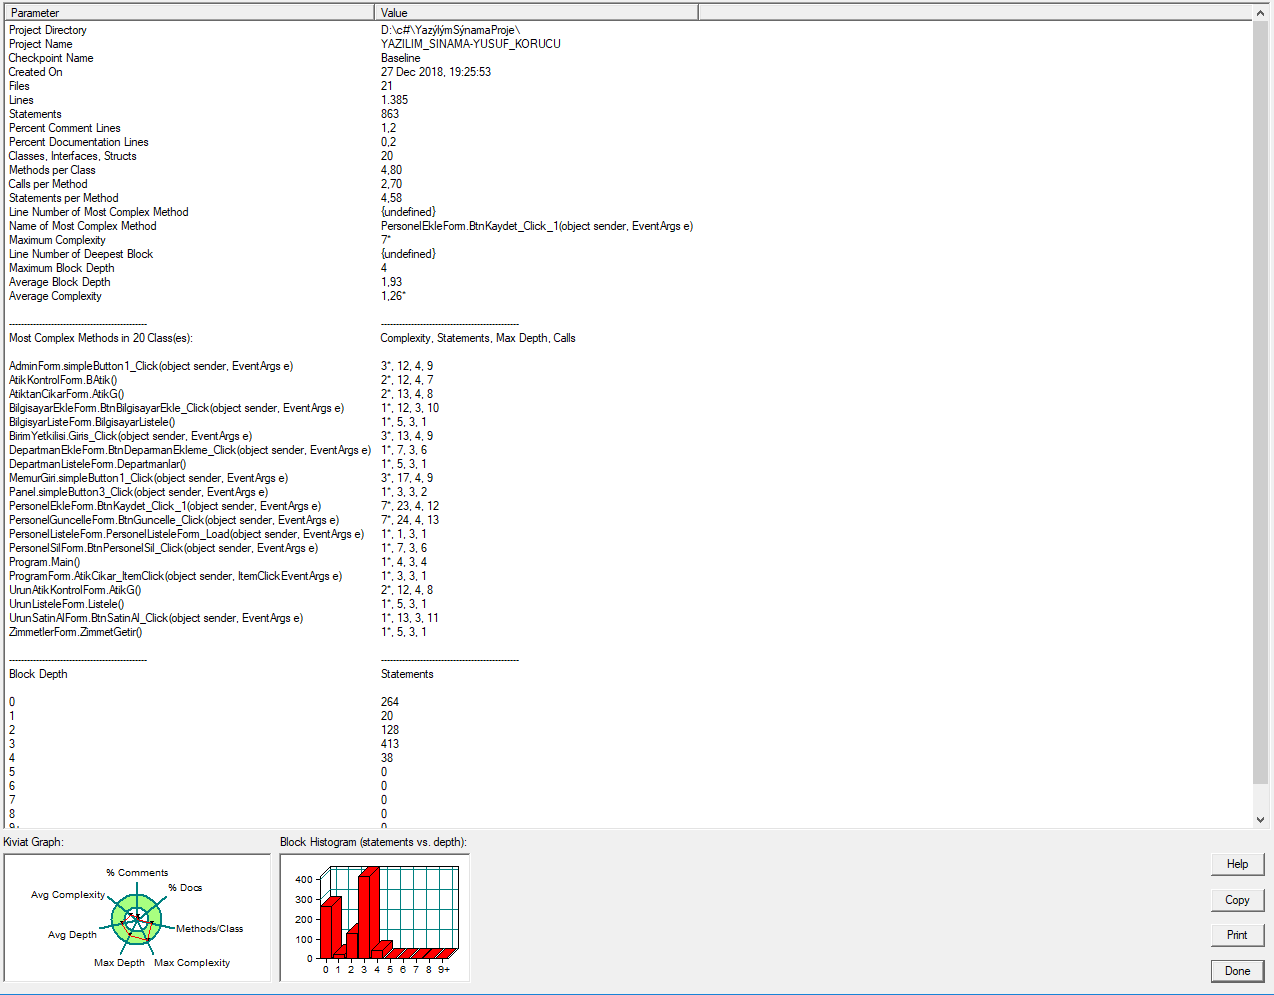 Parameter Value
Project Directory D:\c#\YazýlýmSýnamaProje\
Project Name YAZILIM_SINAMA-YUSUF_KORUCU
Checkpoint Name Baseline
Created On 27 Dec 2018, 19:25:53
Files 21
Lines 1.385
Statements 863
Percent Comment Lines 1,2
Percent Documentation Lines 0,2
Classes, Interfaces, Structs 20
Methods per Class 4,80
Calls per Method 2,70
Statements per Method 4,58
Line Number of Most Complex Method {undefined}
Name of Most Complex Method PersonelEkleForm.BtnKaydet_Click_1(object sender, EventArgs e)
Maximum Complexity 7*
Line Number of Deepest Block {undefined}
Maximum Block Depth 4
Average Block Depth 1,93
Average Complexity 1,26*
Most Complex Methods in 20 Class(es): Complexity, Statements, Max Depth, Calls
AdminForm.simpleButton1_Click(object sender, EventArgs e) 3*, 12, 4, 9
AtikKontrolForm.BAtik() 2*, 12, 4, 7
AtiktanCikarForm.AtikG() 2*, 13, 4, 8
BilgisayarEkleForm.BtnBilgisayarEkle_Click(object sender, EventArgs e) 1*, 12, 3, 10
BilgisyarListeForm.BilgisayarListele() 1*, 5, 3, 1
BirimYetkilisi.Giris_Click(object sender, EventArgs e) 3*, 13, 4, 9
DepartmanEkleForm.BtnDeparmanEkleme_Click(object sender, EventArgs e) 1*, 7, 3, 6
DepartmanListeleForm.Departmanlar() 1*, 5, 3, 1
MemurGiri.simpleButton1_Click(object sender, EventArgs e) 3*, 17, 4, 9
Panel.simpleButton3_Click(object sender, EventArgs e) 1*, 3, 3, 2
PersonelEkleForm.BtnKaydet_Click_1(object sender, EventArgs e) 7*, 23, 4, 12
PersonelGuncelleForm.BtnGuncelle_Click(object sender, EventArgs e) 7*, 24, 4, 13
PersonelListeleForm.PersonelListeleForm_Load(object sender, EventArgs e) 1*, 1, 3, 1
PersonelSilForm.BtnPersonelSil_Click(object sender, EventArgs e) 1*, 7, 3, 6
Program.Main() 1*, 4, 3, 4
ProgramForm.AtikCikar_ItemClick(object sender, ItemClickEventArgs e) 1*, 3, 3, 1
UrunAtikKontrolForm.AtikG() 2*, 12, 4, 8
UrunListeleForm.Listele() 1*, 5, 3, 1
UrunSatinAlForm.BtnSatinAl_Click(object sender, EventArgs e) 1*, 13, 3, 11
ZimmetlerForm.ZimmetGetir() 1*, 5, 3, 1
Block Depth Statements
0 264
1 20
2 128
3 413
4 38
5 0
6 0
7 0
8 0
9+ 0
Kiviat Graph: Block Histogram (statements vs. depth):
% Comments
% Docs
Avg Complexity
Methods/Class
Avg Depth
Max Depth Max Complexity
400
300
200
100
0
0 1 2 3 4 5 6 7 8 9+
Help
Copy
Print
Done